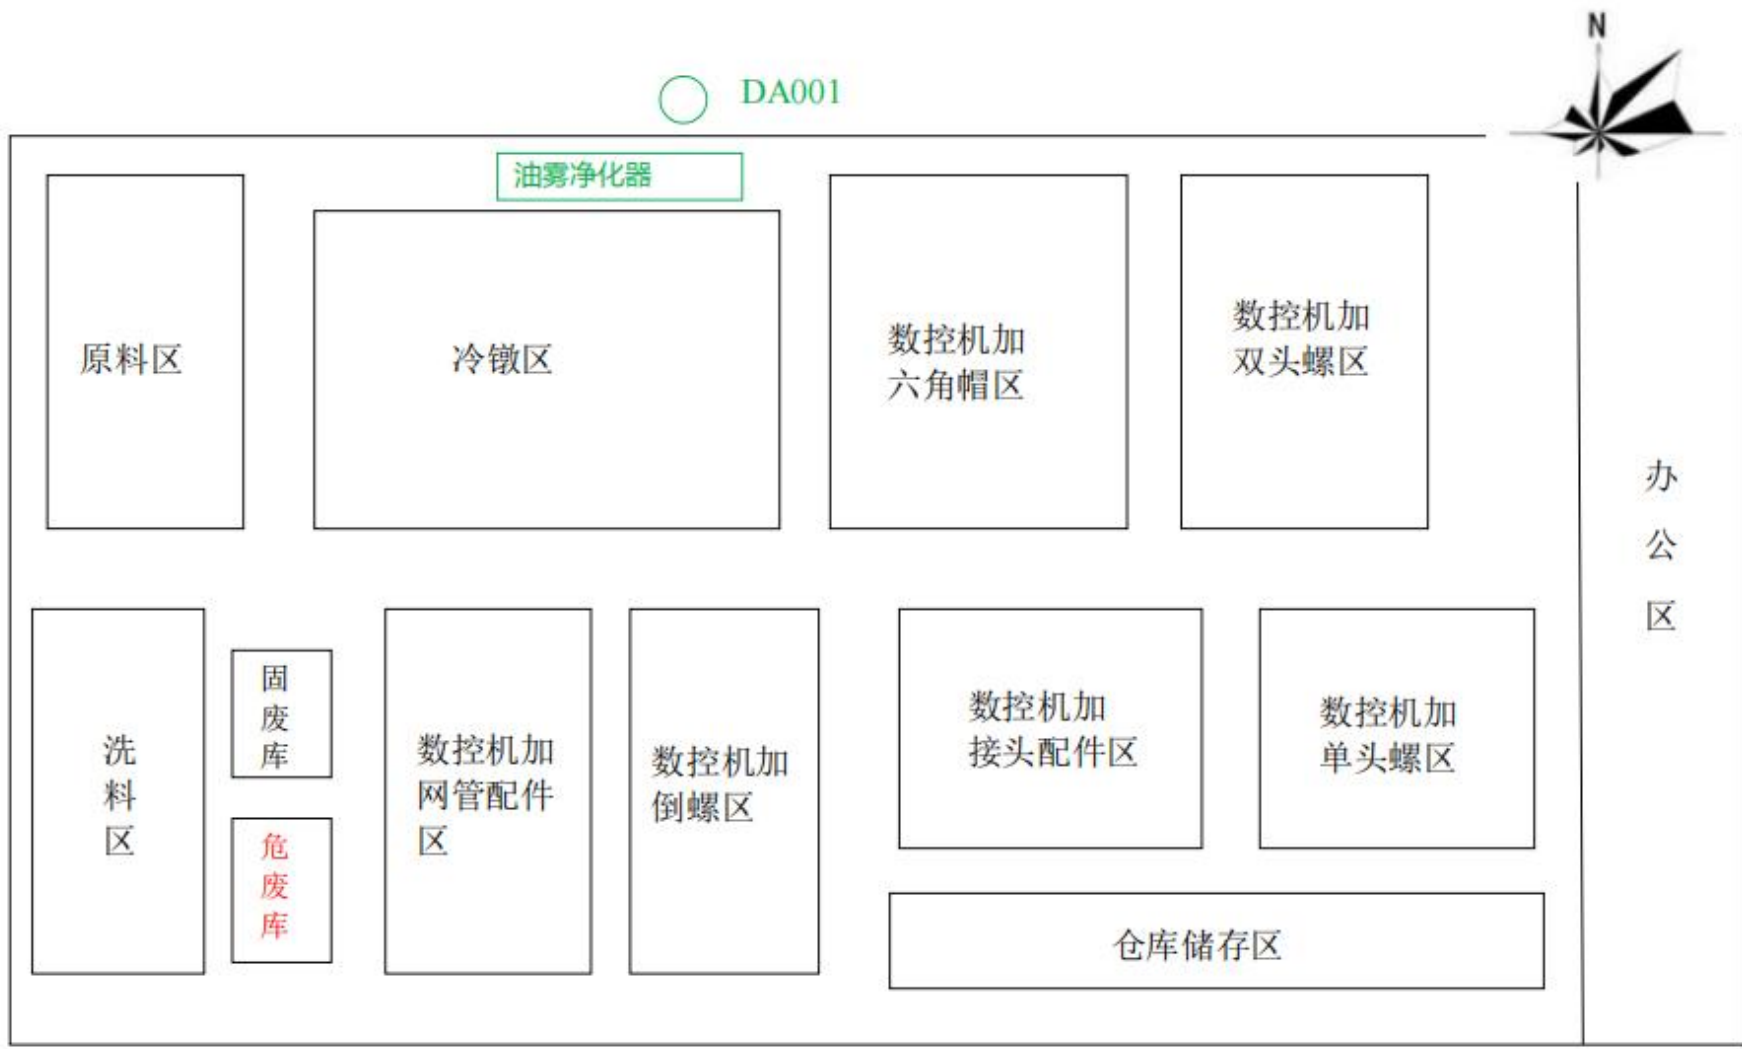 N
DA001
油雾净化器
原料区
冷镦区
数控机加
六角帽区
数控机加
双头螺区
办
公
区
洗
料
区
固
废
库
危
废
库
数控机加
网管配件
区
数控机加
倒螺区
数控机加
接头配件区
数控机加
单头螺区
仓库储存区